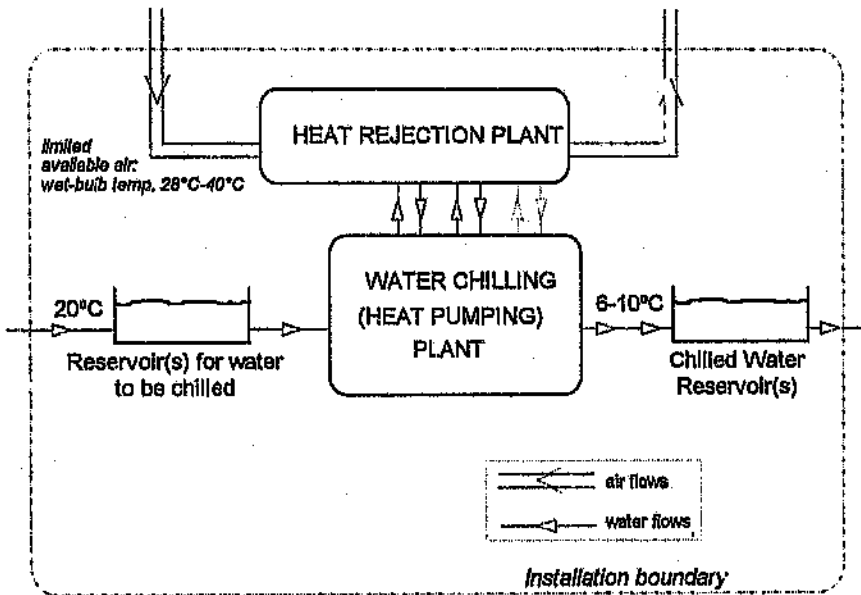 HEAT REJECTION PLANT
limited
available air:
wet-bulb temp, 28°C-40°C
WATER CHILLING
(HEAT PUMPING)
PLANT
20°C
6-10°C
Reservoir(s) for water
to be chilled
Chilled Water
Reservoir(s)
air flows
water flows
Installation boundary